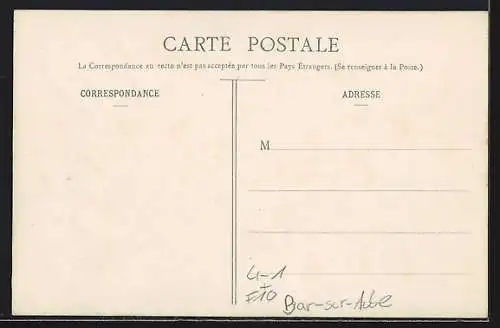 CARTE POSTALE
La Correspondance au recto n'est pas acceptée par tous les Pays Etrangers. (Se renseigner à la Poste.)
CORRESPONDANCE
ADRESSE
M
Bar-sur-Aube